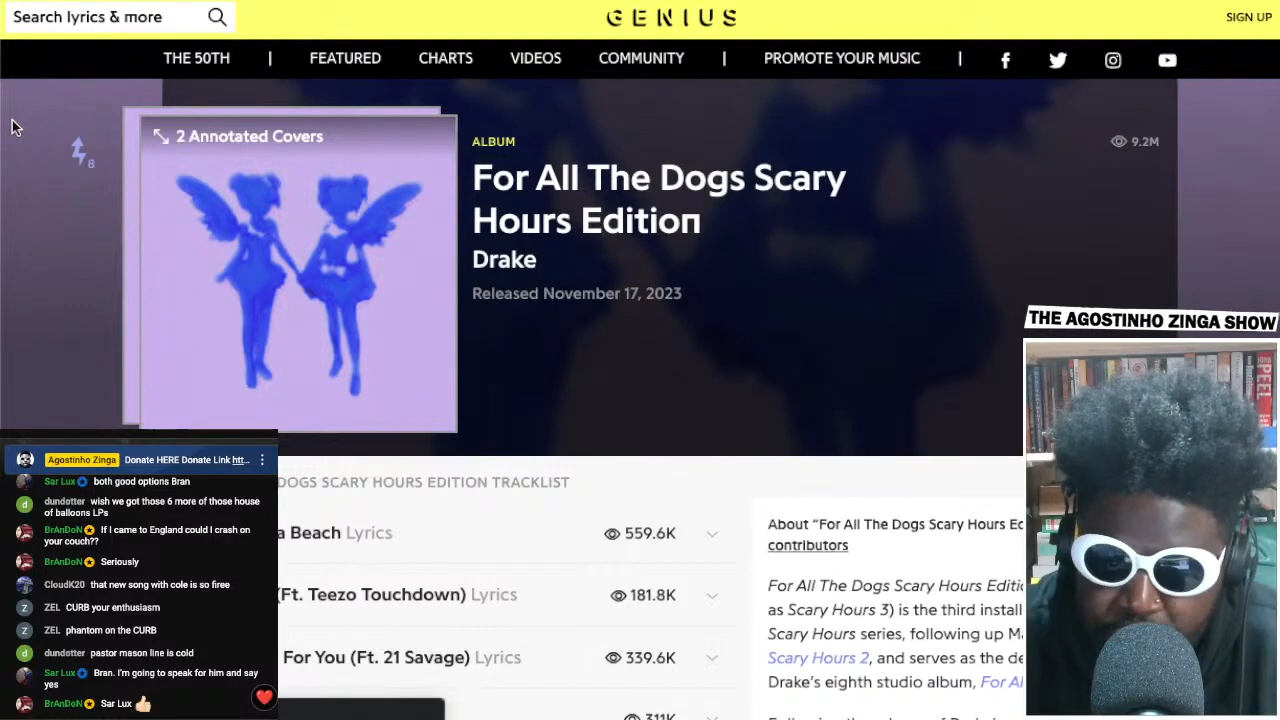 Search lyrics & more
GENIUS
SIGN UP
THE 50TH | FEATURED CHARTS VIDEOS COMMUNITY | PROMOTE YOUR MUSIC |
8
2 Annotated Covers
ALBUM
9.2M
For All The Dogs Scary
Hours Edition
Drake
Released November 17, 2023
THE AGOSTINHO ZINGA SHOW
Agostinho Zinga Donate HERE Donate Link htt...
Sar Lux both good options Bran
dundotter wish we got those 6 more of those house
of balloons LPs
BrAnDoN If I came to England could I crash on
your couch??
BrAnDoN Seriously
CloudK20 that new song with cole is so fire
ZEL CURB your enthusiasm
ZEL phantom on the CURB
dundotter pastor mason line is cold
Sar Lux Bran. I'm going to speak for him and say
yes
BrAnDoN Sar Lux 👍
DOGS SCARY HOURS EDITION TRACKLIST
a Beach Lyrics 559.6K
(Ft. Teezo Touchdown) Lyrics 181.8K
For You (Ft. 21 Savage) Lyrics 339.6K
311K
About “For All The Dogs Scary Hours Ed
contributors
For All The Dogs Scary Hours Editio
as Scary Hours 3) is the third install
Scary Hours series, following up Ma
Scary Hours 2, and serves as the de
Drake's eighth studio album, For Al
SPEED